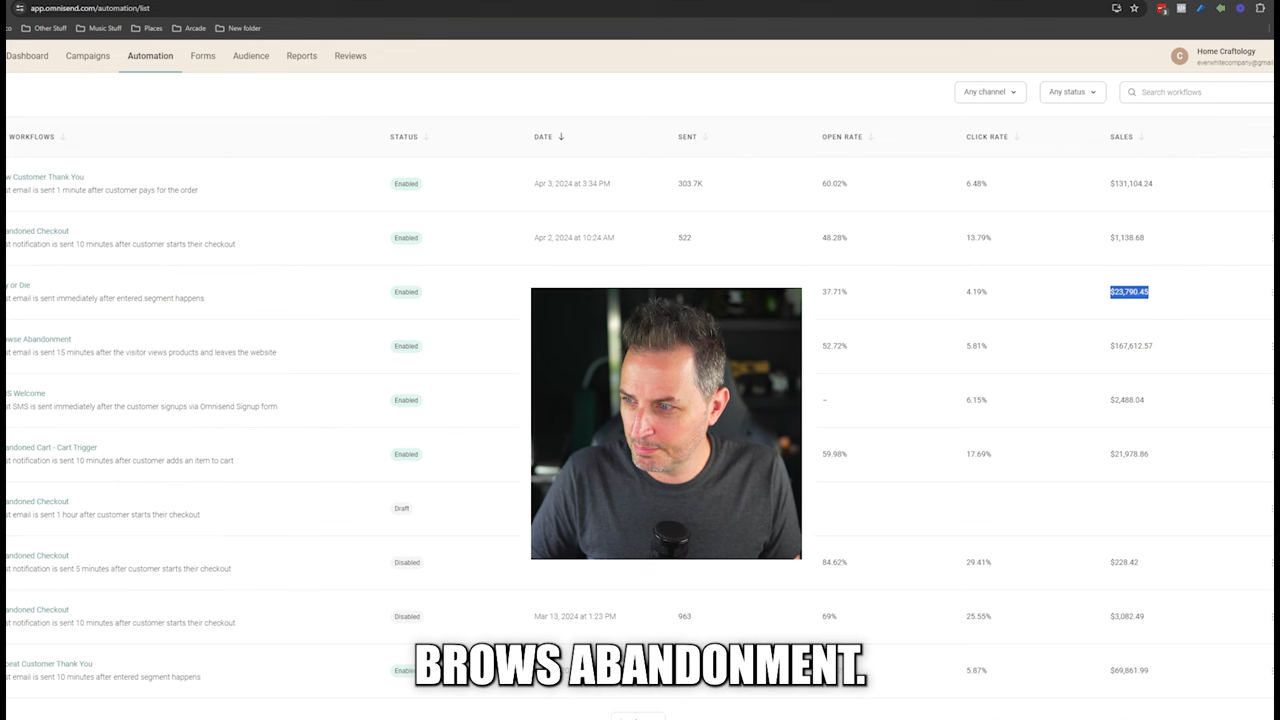 app.omnisend.com/automation/list
co Other Stuff Music Stuff Places Arcade New folder
Dashboard Campaigns Automation Forms Audience Reports Reviews
C Home Craftology
everwhitecompany@gmai
Any channel Any status Search workflows
WORKFLOWS STATUS DATE SENT OPEN RATE CLICK RATE SALES
w Customer Thank You
st email is sent 1 minute after customer pays for the order
Enabled Apr 3, 2024 at 3:34 PM 303.7K 60.02% 6.48% $131,104.24
andoned Checkout
st notification is sent 10 minutes after customer starts their checkout
Enabled Apr 2, 2024 at 10:24 AM 522 48.28% 13.79% $1,138.68
y or Die
st email is sent immediately after entered segment happens
Enabled 37.71% 4.19% $23,790.45
owse Abandonment
st email is sent 15 minutes after the visitor views products and leaves the website
Enabled 52.72% 5.81% $167,612.57
S Welcome
st SMS is sent immediately after the customer signups via Omnisend Signup form
Enabled – 6.15% $2,488.04
andoned Cart - Cart Trigger
st notification is sent 10 minutes after customer adds an item to cart
Enabled 59.98% 17.69% $21,978.86
andoned Checkout
st email is sent 1 hour after customer starts their checkout
Draft
andoned Checkout
st notification is sent 5 minutes after customer starts their checkout
Disabled 84.62% 29.41% $228.42
andoned Checkout
st notification is sent 10 minutes after customer starts their checkout
Disabled Mar 13, 2024 at 1:23 PM 963 69% 25.55% $3,082.49
peat Customer Thank You
st email is sent 10 minutes after entered segment happens
Enabled 5.87% $69,861.99
BROWS ABANDONMENT.